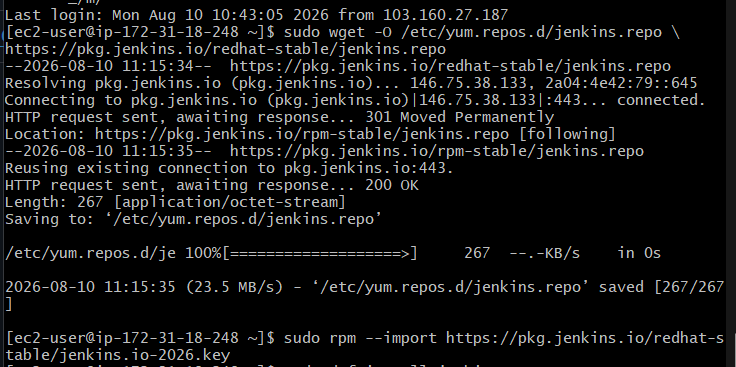 Last login: Mon Aug 10 10:43:05 2026 from 103.160.27.187
[ec2-user@ip-172-31-18-248 ~]$ sudo wget -O /etc/yum.repos.d/jenkins.repo \
https://pkg.jenkins.io/redhat-stable/jenkins.repo
--2026-08-10 11:15:34--  https://pkg.jenkins.io/redhat-stable/jenkins.repo
Resolving pkg.jenkins.io (pkg.jenkins.io)... 146.75.38.133, 2a04:4e42:79::645
Connecting to pkg.jenkins.io (pkg.jenkins.io)|146.75.38.133|:443... connected.
HTTP request sent, awaiting response... 301 Moved Permanently
Location: https://pkg.jenkins.io/rpm-stable/jenkins.repo [following]
--2026-08-10 11:15:35--  https://pkg.jenkins.io/rpm-stable/jenkins.repo
Reusing existing connection to pkg.jenkins.io:443.
HTTP request sent, awaiting response... 200 OK
Length: 267 [application/octet-stream]
Saving to: ‘/etc/yum.repos.d/jenkins.repo’
/etc/yum.repos.d/je 100%[===================>]     267  --.-KB/s    in 0s
2026-08-10 11:15:35 (23.5 MB/s) - ‘/etc/yum.repos.d/jenkins.repo’ saved [267/267
]
[ec2-user@ip-172-31-18-248 ~]$ sudo rpm --import https://pkg.jenkins.io/redhat-s
table/jenkins.io-2026.key